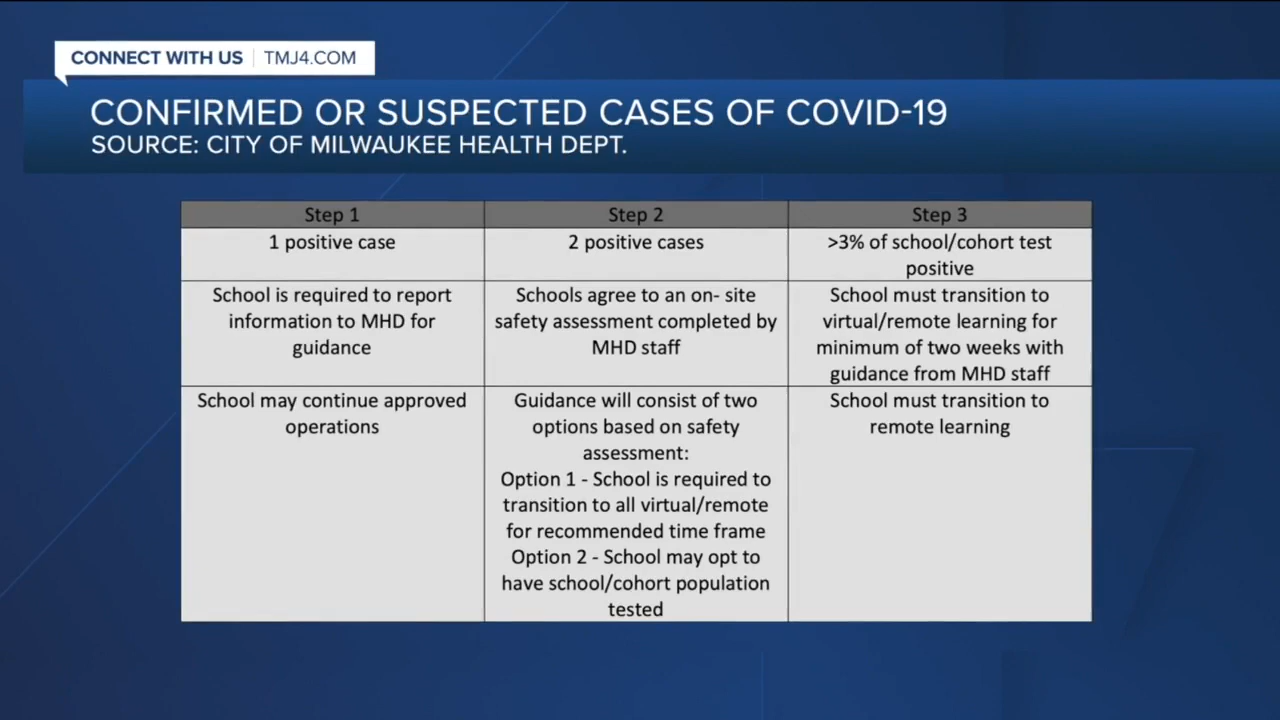 CONNECT WITH US | TMJ4.COM
CONFIRMED OR SUSPECTED CASES OF COVID-19
SOURCE: CITY OF MILWAUKEE HEALTH DEPT.
Step 1
Step 2
Step 3
1 positive case
2 positive cases
>3% of school/cohort test
positive
School is required to report
information to MHD for
guidance
Schools agree to an on- site
safety assessment completed by
MHD staff
School must transition to
virtual/remote learning for
minimum of two weeks with
guidance from MHD staff
School may continue approved
operations
Guidance will consist of two
options based on safety
assessment:
Option 1 - School is required to
transition to all virtual/remote
for recommended time frame
Option 2 - School may opt to
have school/cohort population
tested
School must transition to
remote learning